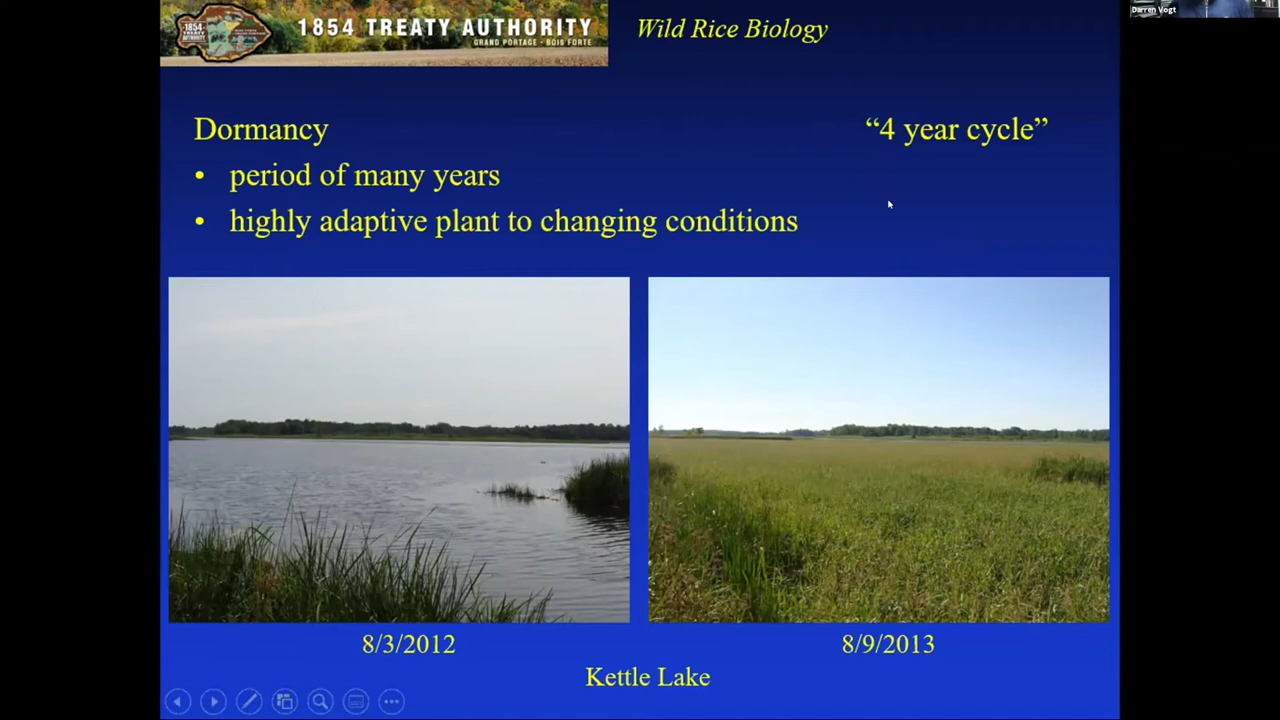 1854 TREATY AUTHORITY
GRAND PORTAGE - BOIS FORTE
Wild Rice Biology
Darren Vogt
Dormancy
“4 year cycle”
• period of many years
• highly adaptive plant to changing conditions
8/3/2012
8/9/2013
Kettle Lake